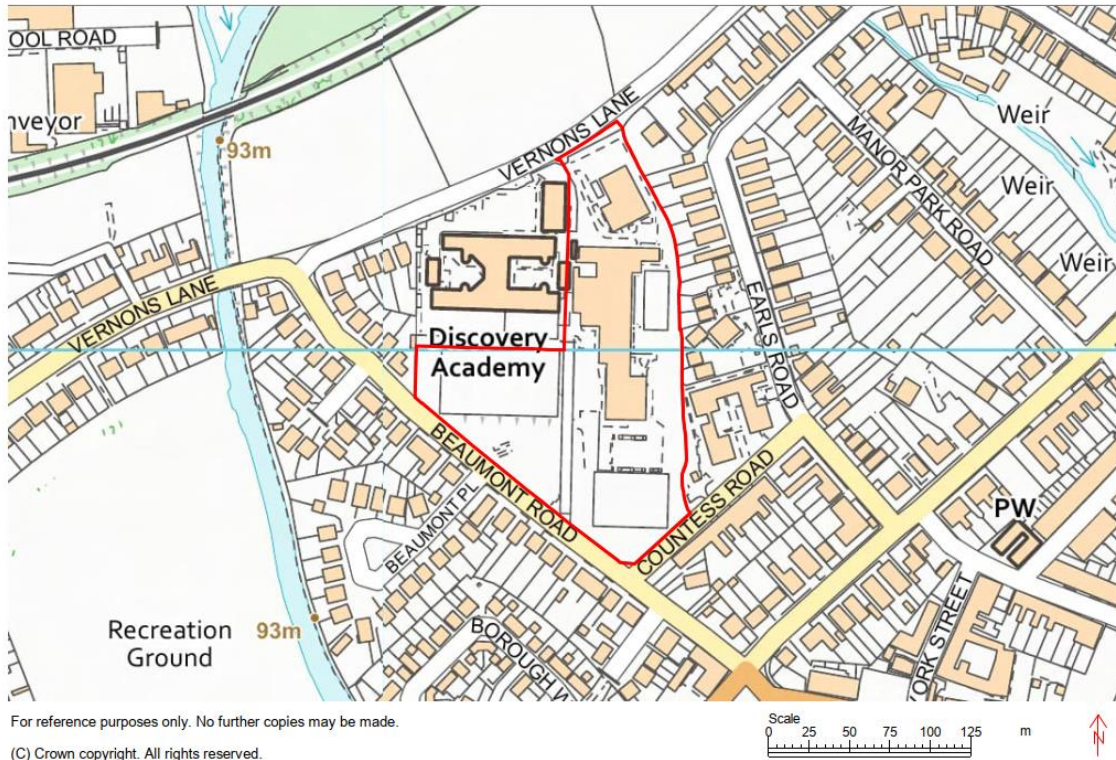 OOL ROAD
nveyor
93m
VERNONS LANE
Weir
MANOR PARK ROAD
Weir
Weir
VERNONS LANE
EARLS ROAD
Discovery
Academy
BEAUMONT ROAD
BEAUMONT PL
COUNTESS ROAD
PW
Recreation
Ground
93m
BOROUGH W
YORK STREET
For reference purposes only. No further copies may be made.
(C) Crown copyright. All rights reserved.
Scale
0 25 50 75 100 125 m
N